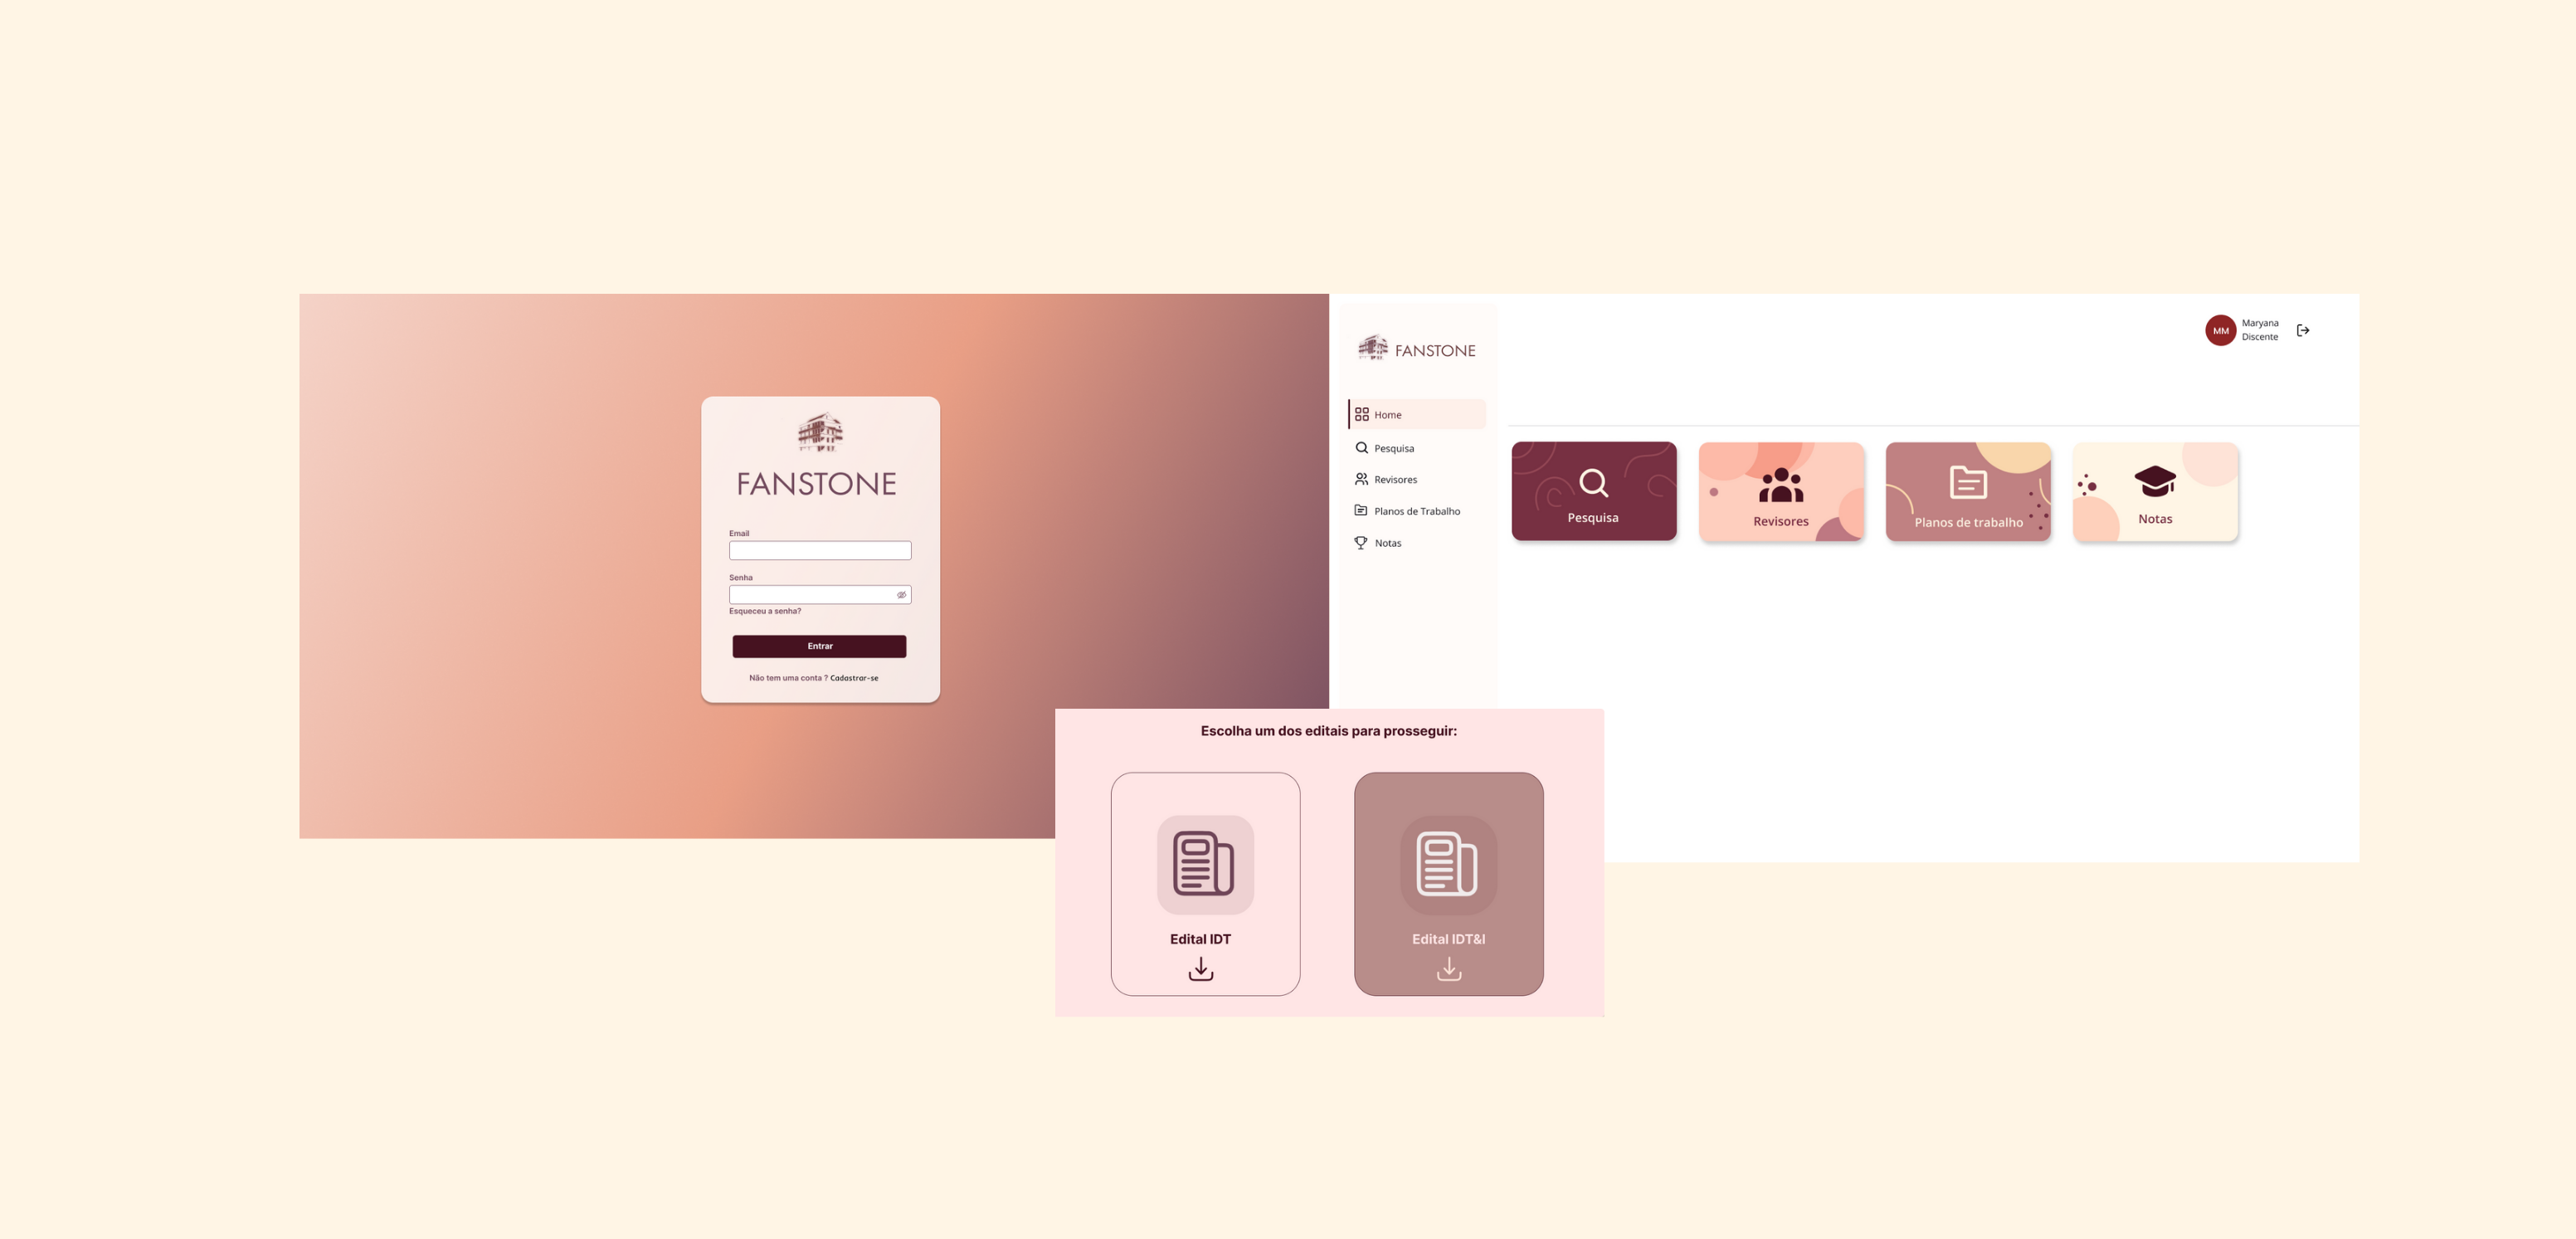 FANSTONE
Email
Senha
Esqueceu a senha?
Entrar
Não tem uma conta ? Cadastrar-se
FANSTONE
Home
Pesquisa
Revisores
Planos de Trabalho
Notas
MM
Maryana
Discente
Pesquisa
Revisores
Planos de trabalho
Notas
Escolha um dos editais para prosseguir:
Edital IDT
Edital IDT&I